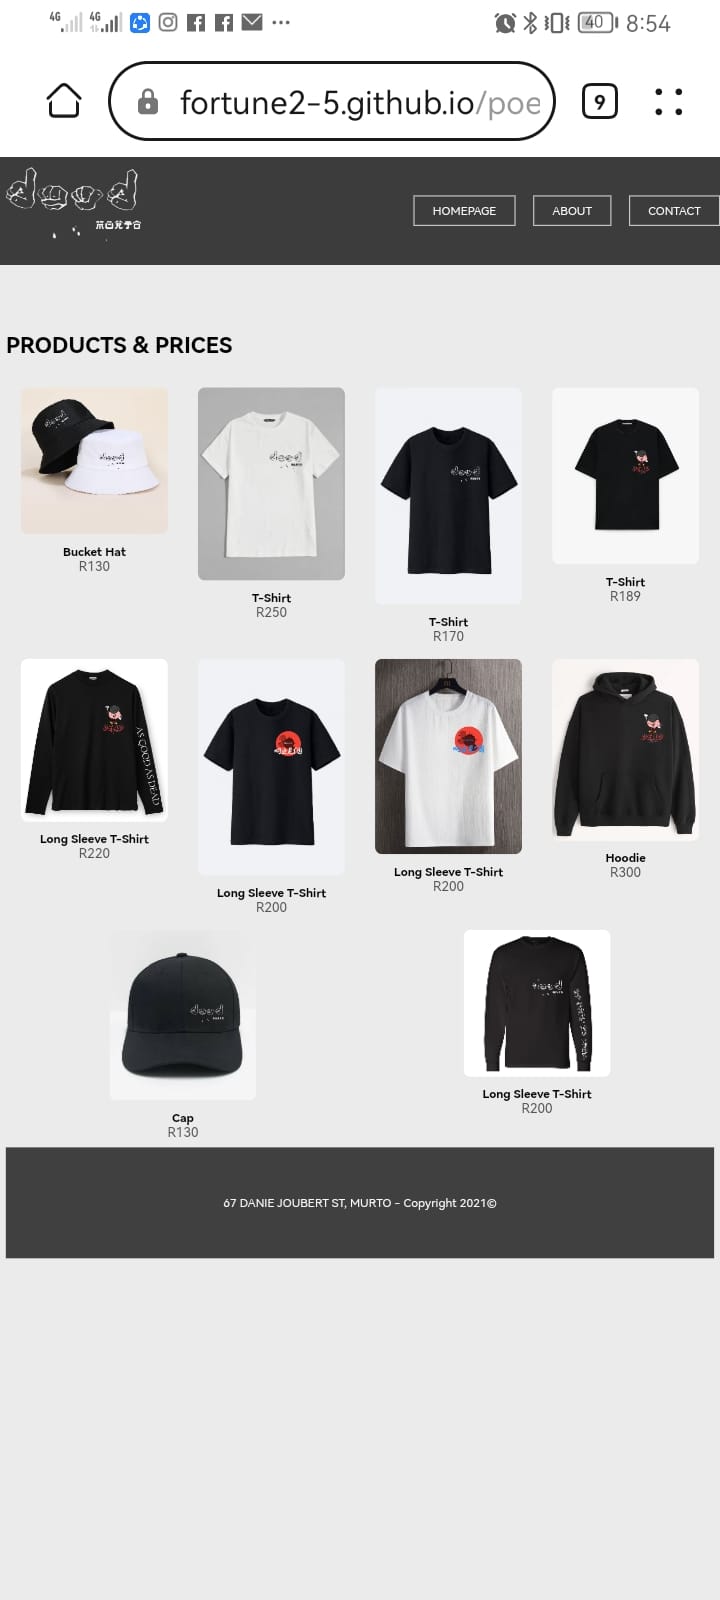 4G 4G 40 8:54
fortune2-5.github.io/poe
9
HOMEPAGE ABOUT CONTACT
PRODUCTS & PRICES
Bucket Hat
R130
T-Shirt
R250
T-Shirt
R170
T-Shirt
R189
AS GOOD AS DEAD
Long Sleeve T-Shirt
R220
Long Sleeve T-Shirt
R200
Long Sleeve T-Shirt
R200
Hoodie
R300
Cap
R130
Long Sleeve T-Shirt
R200
67 DANIE JOUBERT ST, MURTO - Copyright 2021©